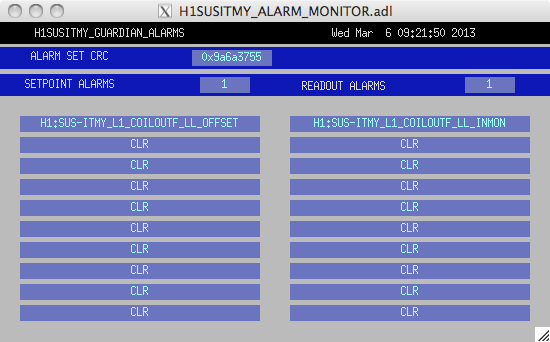 H1SUSITMY_ALARM_MONITOR.adl
H1SUSITMY_GUARDIAN_ALARMS Wed Mar 6 09:21:50 2013
ALARM SET CRC 0x9a6a3755
SETPOINT ALARMS 1 READOUT ALARMS 1
H1:SUS-ITMY_L1_COILOUTF_LL_OFFSET H1:SUS-ITMY_L1_COILOUTF_LL_INMON
CLR CLR
CLR CLR
CLR CLR
CLR CLR
CLR CLR
CLR CLR
CLR CLR
CLR CLR
CLR CLR